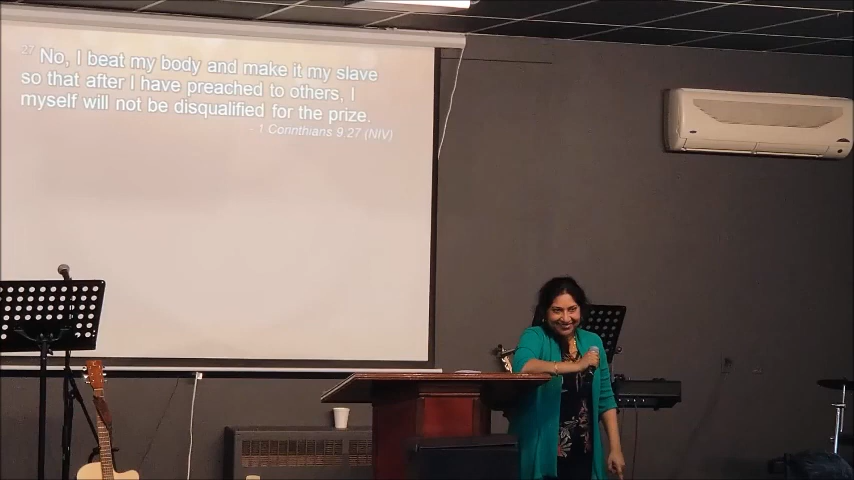 27 No, I beat my body and make it my slave
so that after I have preached to others, I
myself will not be disqualified for the prize.
- 1 Corinthians 9:27 (NIV)